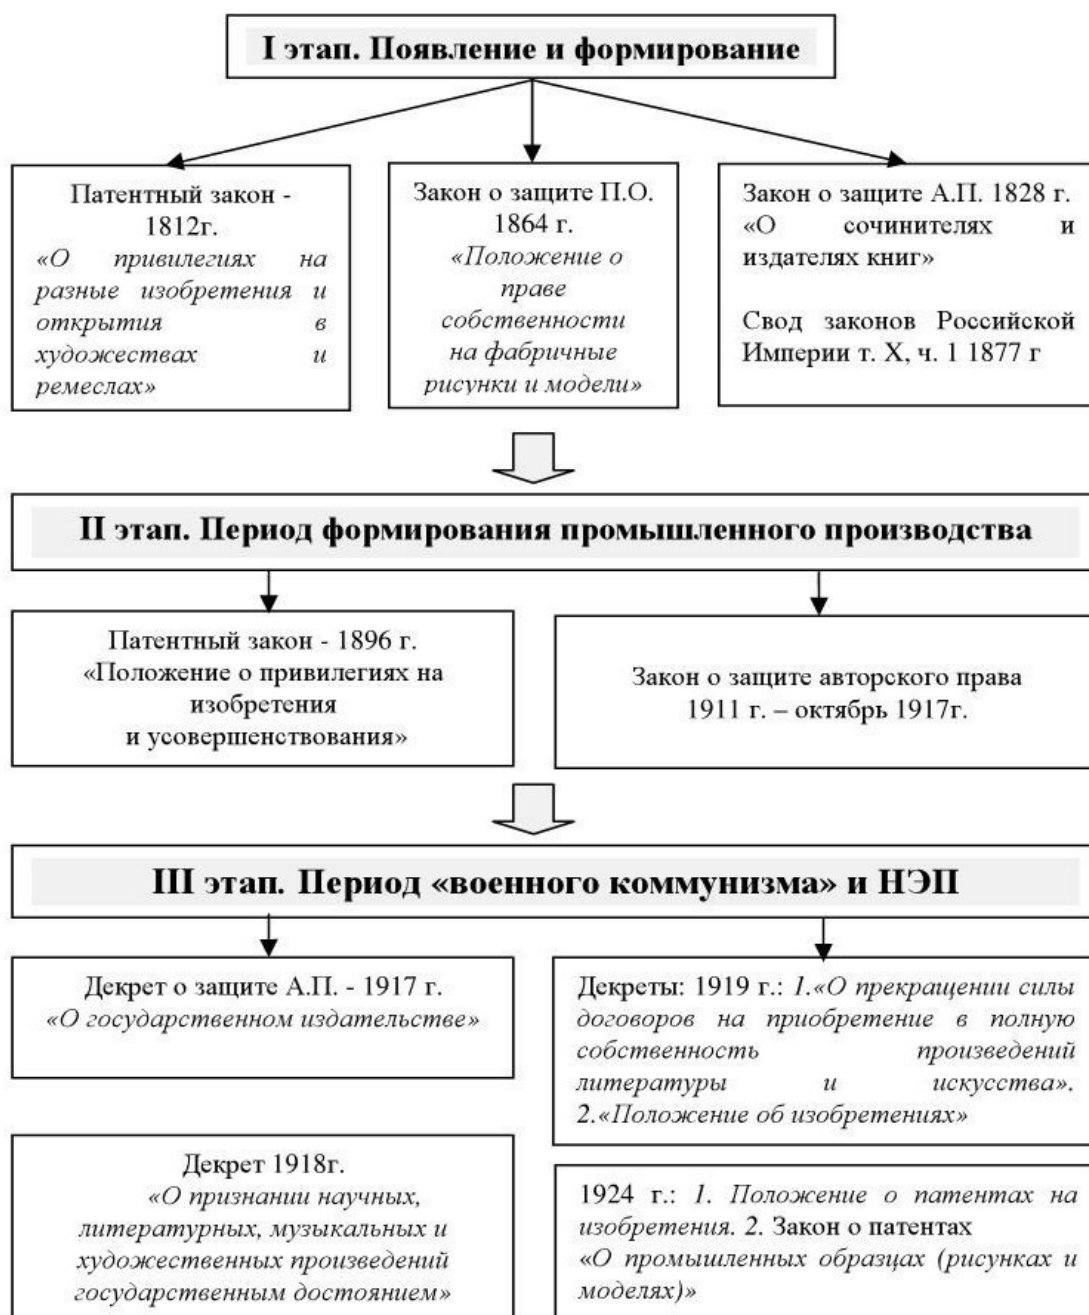 I этап. Появление и формирование
Патентный закон -
1812г.
«О привилегиях на
разные изобретения и
открытия в
художествах и
ремеслах»
Закон о защите П.О.
1864 г.
«Положение о
праве
собственности
на фабричные
рисунки и модели»
Закон о защите А.П. 1828 г.
«О сочинителях и
издателях книг»
Свод законов Российской
Империи т. X, ч. 1 1877 г
II этап. Период формирования промышленного производства
Патентный закон - 1896 г.
«Положение о привилегиях на
изобретения
и усовершенствования»
Закон о защите авторского права
1911 г. – октябрь 1917г.
III этап. Период «военного коммунизма» и НЭП
Декрет о защите А.П. - 1917 г.
«О государственном издательстве»
Декреты: 1919 г.: 1.«О прекращении силы
договоров на приобретение в полную
собственность произведений
литературы и искусства».
2.«Положение об изобретениях»
Декрет 1918г.
«О признании научных,
литературных, музыкальных и
художественных произведений
государственным достоянием»
1924 г.: 1. Положение о патентах на
изобретения. 2. Закон о патентах
«О промышленных образцах (рисунках и
моделях)»